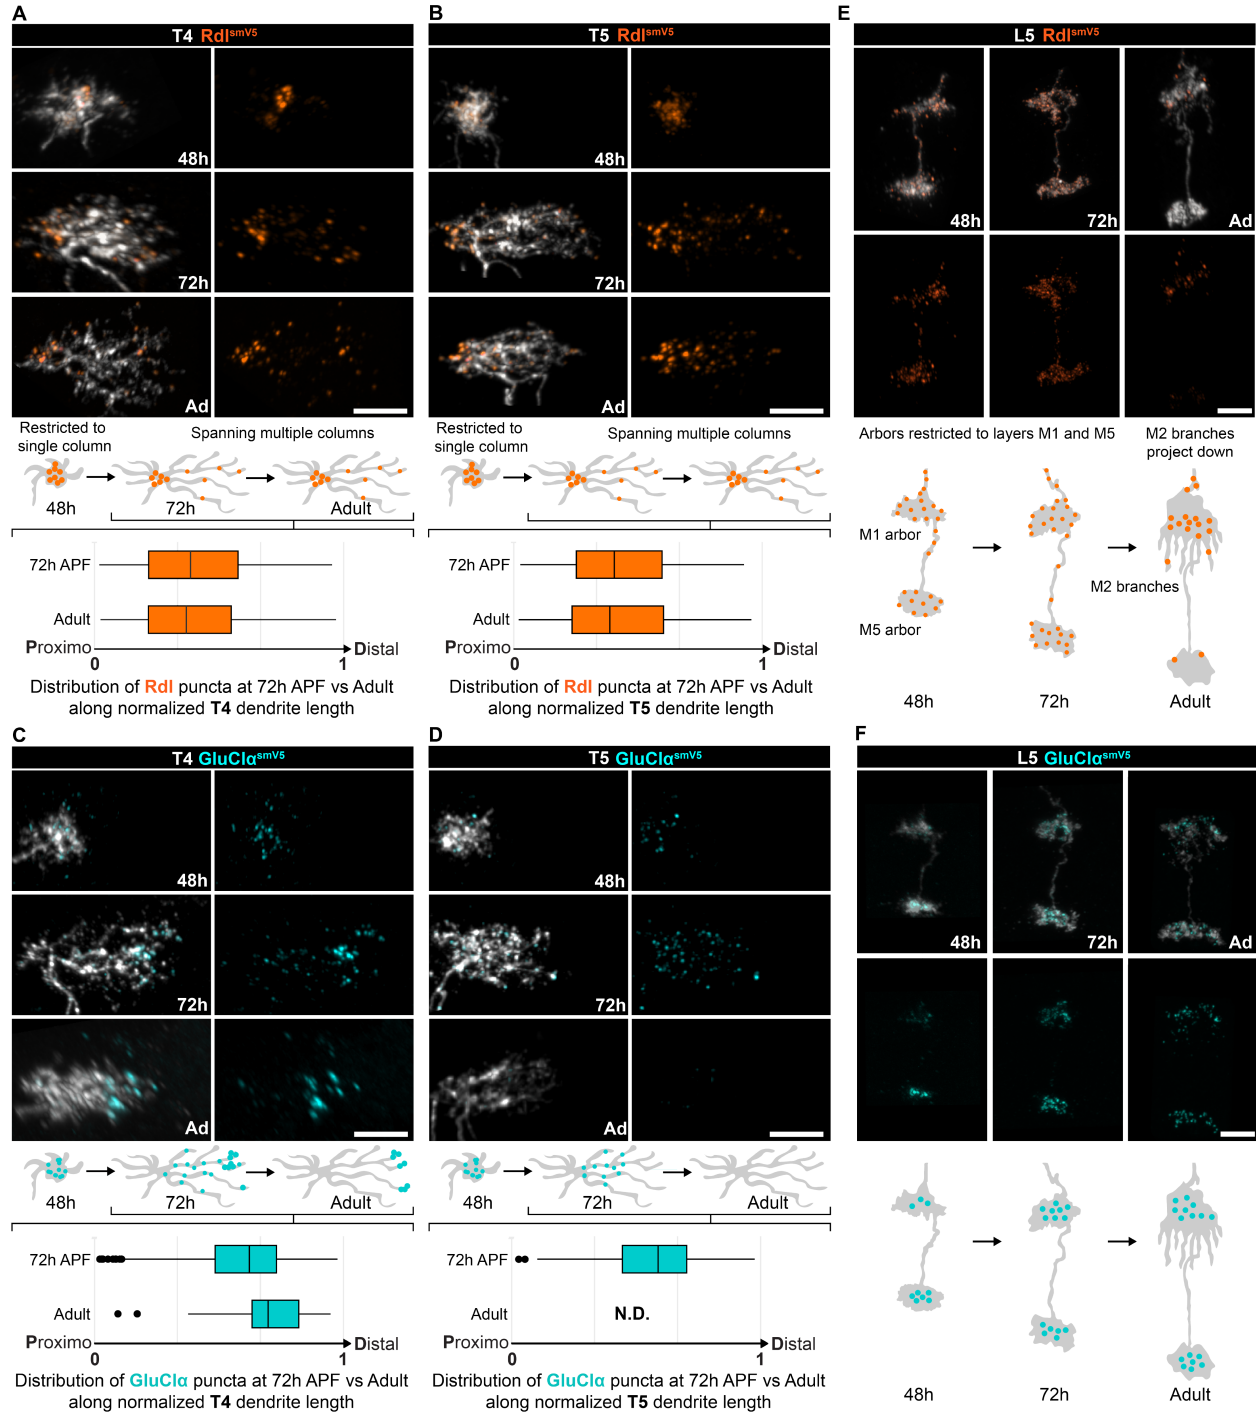 A
T4 RdlsmV5
48h
72h
Ad
Restricted to
single column
Spanning multiple columns
48h
72h
Adult
72h APF
Adult
Proximo
Distal
0
1
Distribution of Rdl puncta at 72h APF vs Adult
along normalized T4 dendrite length
B
T5 RdlsmV5
48h
72h
Ad
Restricted to
single column
Spanning multiple columns
72h APF
Adult
Proximo
Distal
0
1
Distribution of Rdl puncta at 72h APF vs Adult
along normalized T5 dendrite length
E
L5 RdlsmV5
48h
72h
Ad
Arbors restricted to layers M1 and M5
M2 branches
project down
M1 arbor
M2 branches
M5 arbor
48h
72h
Adult
C
T4 GluClαsmV5
48h
72h
Ad
48h
72h
Adult
72h APF
Adult
Proximo
Distal
0
1
Distribution of GluClα puncta at 72h APF vs Adult
along normalized T4 dendrite length
D
T5 GluClαsmV5
48h
72h
Ad
48h
72h
Adult
72h APF
Adult
N.D.
Proximo
Distal
0
1
Distribution of GluClα puncta at 72h APF vs Adult
along normalized T5 dendrite length
F
L5 GluClαsmV5
48h
72h
Ad
48h
72h
Adult